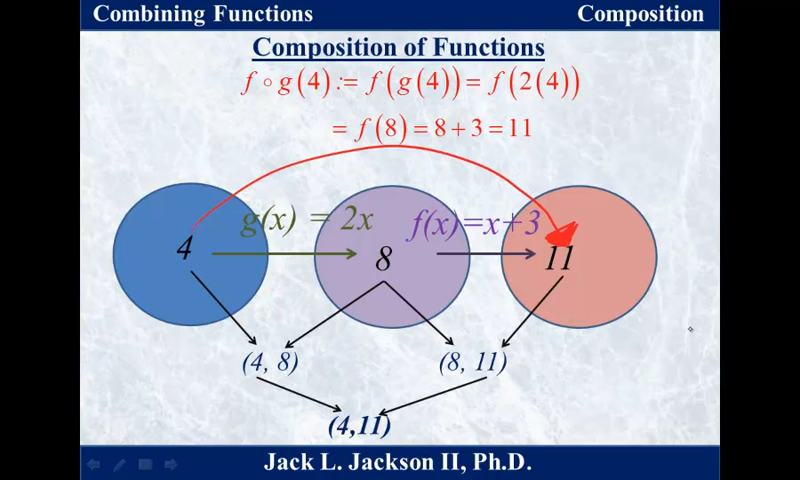 Combining Functions Composition
Composition of Functions
f ∘ g(4) := f(g(4)) = f(2(4))
= f(8) = 8 + 3 = 11
g(x) = 2x f(x)=x+3
4 8 11
(4, 8) (8, 11)
(4,11)
Jack L. Jackson II, Ph.D.